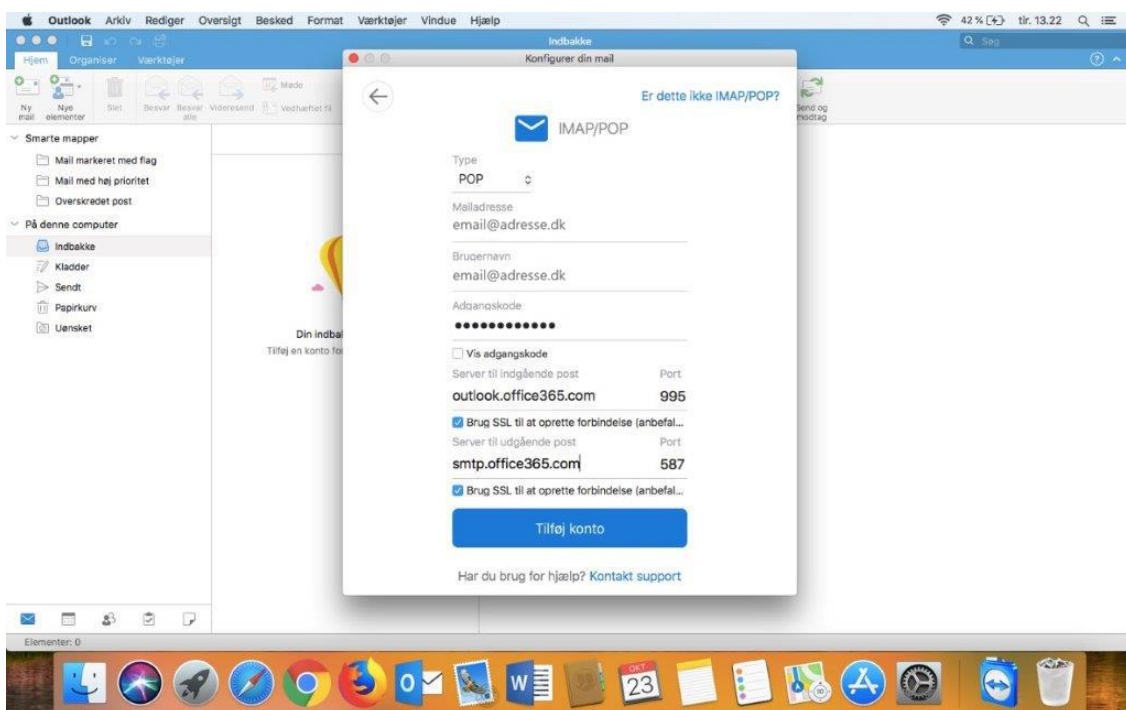 Outlook Arkiv Rediger Oversigt Besked Format Værktøjer Vindue Hjælp 42 % tir. 13.22
Indbakke
Søg
Hjem Organiser Værktøjer
Konfigurer din mail
Ny mail
Nye elementer
Slet
Besvar
Besvar alle
Videresend
Møde
Vedhæftet fil
Send og modtag
Er dette ikke IMAP/POP?
IMAP/POP
Smarte mapper
Mail markeret med flag
Mail med høj prioritet
Overskredet post
På denne computer
Indbakke
Kladder
Sendt
Papirkurv
Uønsket
Din indba
Tilføj en konto for
Type
POP
Mailadresse
email@adresse.dk
Brugernavn
email@adresse.dk
Adgangskode
••••••••••••
Vis adgangskode
Server til indgående post Port
outlook.office365.com 995
Brug SSL til at oprette forbindelse (anbefal...
Server til udgående post Port
smtp.office365.com 587
Brug SSL til at oprette forbindelse (anbefal...
Tilføj konto
Har du brug for hjælp? Kontakt support
Elementer: 0
OKT
23